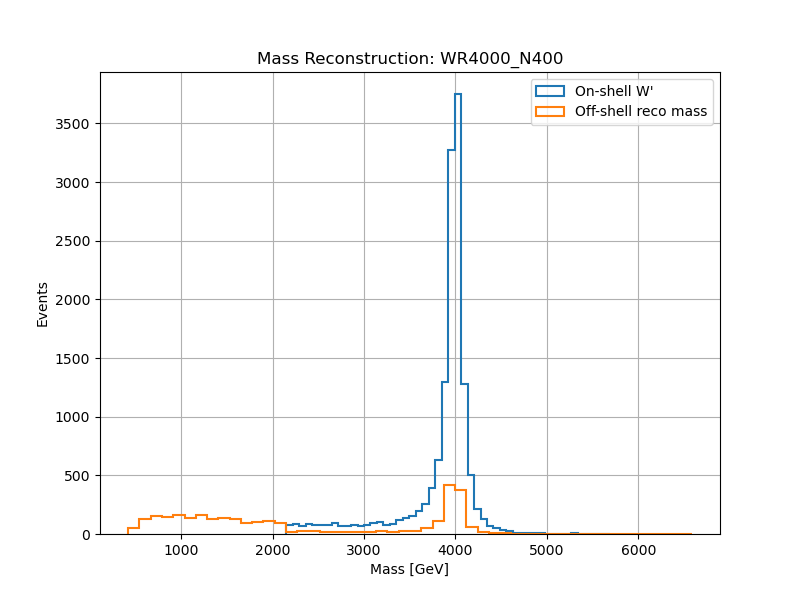 Mass Reconstruction: WR4000_N400
On-shell W'
Off-shell reco mass
3500
3000
2500
2000
1500
1000
500
0
Events
1000 2000 3000 4000 5000 6000
Mass [GeV]